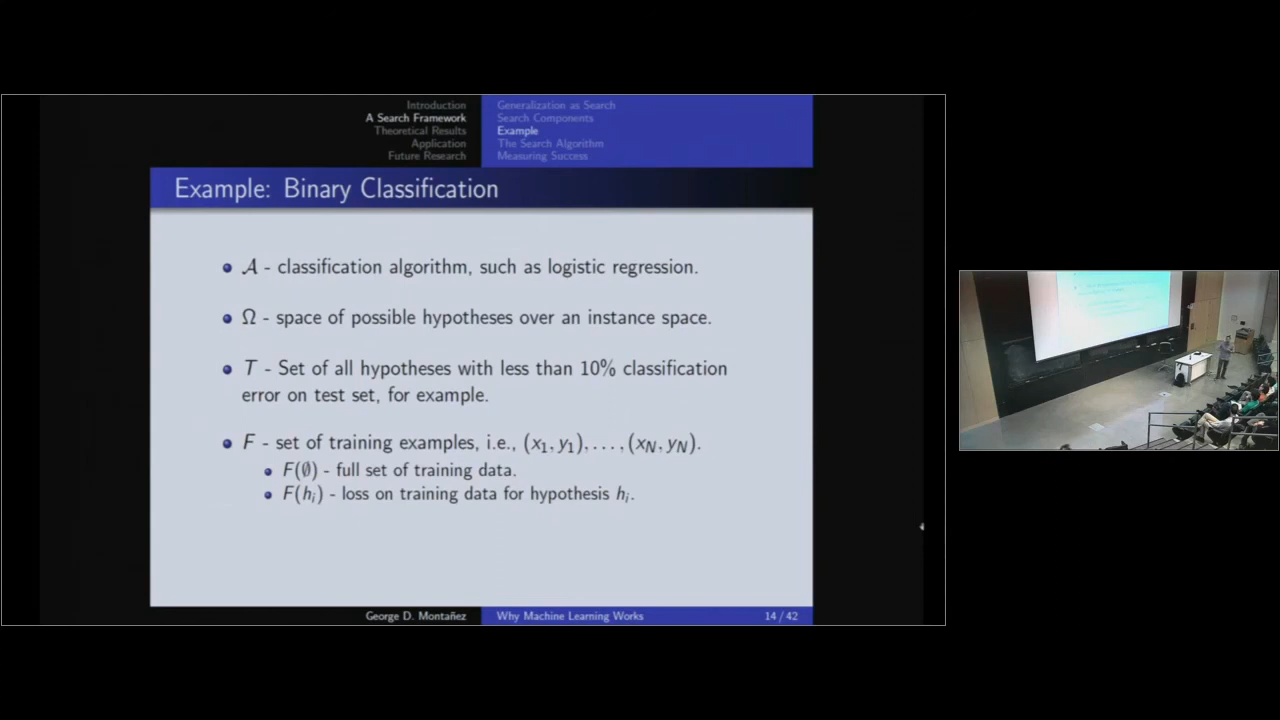 Introduction
A Search Framework
Theoretical Results
Application
Future Research
Generalization as Search
Search Components
Example
The Search Algorithm
Measuring Success
Example: Binary Classification
𝒜 - classification algorithm, such as logistic regression.
Ω - space of possible hypotheses over an instance space.
T - Set of all hypotheses with less than 10% classification
error on test set, for example.
F - set of training examples, i.e., (x₁, y₁), . . . , (x_N, y_N).
F(∅) - full set of training data.
F(hᵢ) - loss on training data for hypothesis hᵢ.
George D. Montañez
Why Machine Learning Works
14 / 42